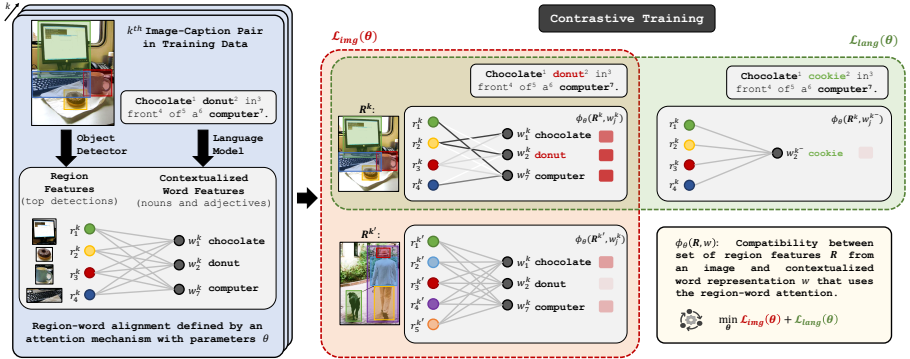 k
kth Image-Caption Pair
in Training Data
Chocolate1 donut2 in3
front4 of5 a6 computer7.
Object
Detector
Language
Model
Region
Features
(top detections)
Contextualized
Word Features
(nouns and adjectives)
r1k
r2k
r3k
r4k
w1k chocolate
w2k donut
w7k computer
Region-word alignment defined by an
attention mechanism with parameters θ
Contrastive Training
ℒimg(θ)
ℒlang(θ)
Chocolate1 donut2 in3
front4 of5 a6 computer7.
Rk:
ϕθ(Rk, wjk)
r1k
r2k
r3k
r4k
w1k chocolate
w2k donut
w7k computer
Chocolate1 cookie2 in3
front4 of5 a6 computer7.
ϕθ(Rk, wjk−)
r1k
r2k
r3k
r4k
w2k− cookie
Rk′:
ϕθ(Rk′, wjk)
r1k′
r2k′
r3k′
r4k′
r5k′
w1k chocolate
w2k donut
w7k computer
ϕθ(R, w): Compatibility between
set of region features R from
an image and contextualized
word representation w that uses
the region-word attention.
min θ ℒimg(θ) + ℒlang(θ)